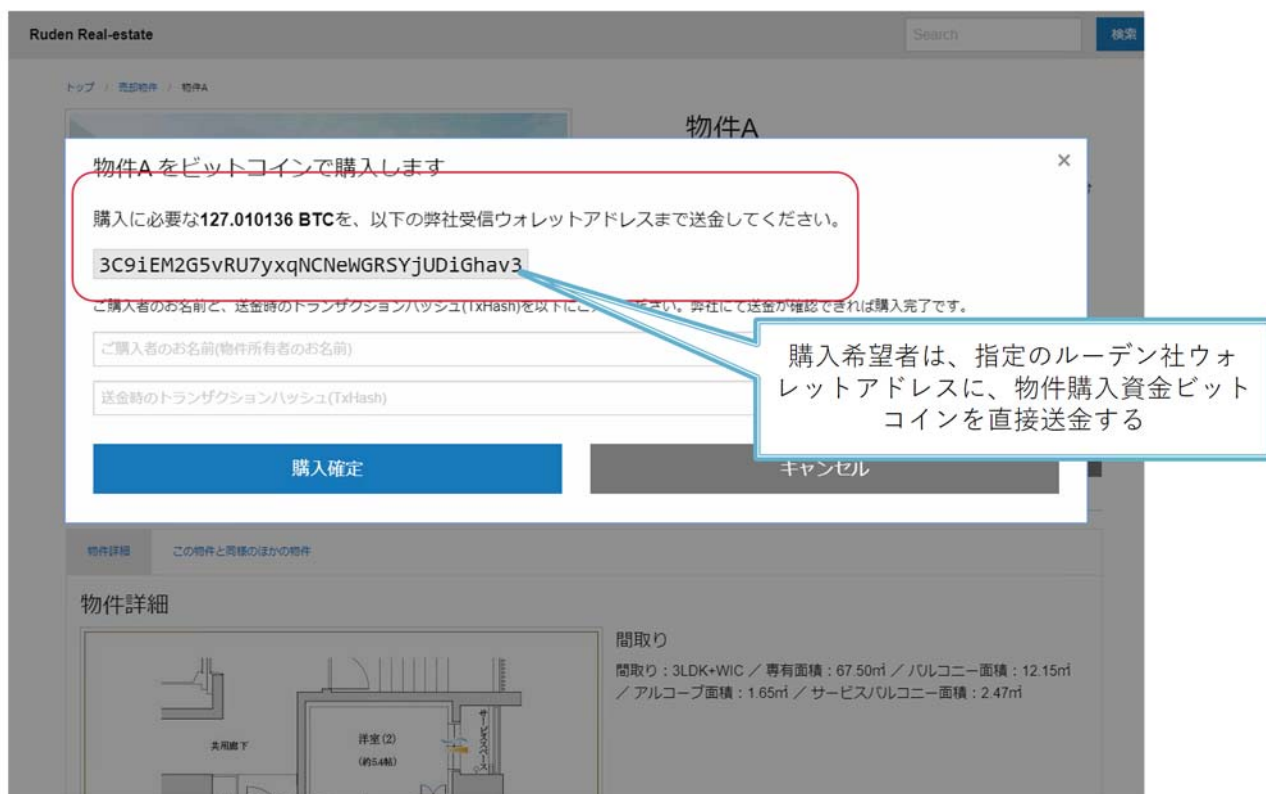 Ruden Real-estate
Search
検索
トップ / 売却物件 / 物件A
物件A
物件A をビットコインで購入します
×
購入に必要な127.010136 BTCを、以下の弊社受信ウォレットアドレスまで送金してください。
3C9iEM2G5vRU7yxqNCNeWGRSYjUDiGhav3
ご購入者のお名前と、送金時のトランザクションハッシュ(TxHash)を以下にご ださい。弊社にて送金が確認できれば購入完了です。
ご購入者のお名前(物件所有者のお名前)
送金時のトランザクションハッシュ(TxHash)
購入希望者は、指定のルーデン社ウォ
レットアドレスに、物件購入資金ビット
コインを直接送金する
購入確定
キャンセル
物件詳細
この物件と同様のほかの物件
物件詳細
間取り
間取り：3LDK+WIC ／ 専有面積：67.50㎡ ／ バルコニー面積：12.15㎡
／ アルコーブ面積：1.65㎡ ／ サービスバルコニー面積：2.47㎡
共用廊下
洋室(2)
(約5.4帖)
サービススペース